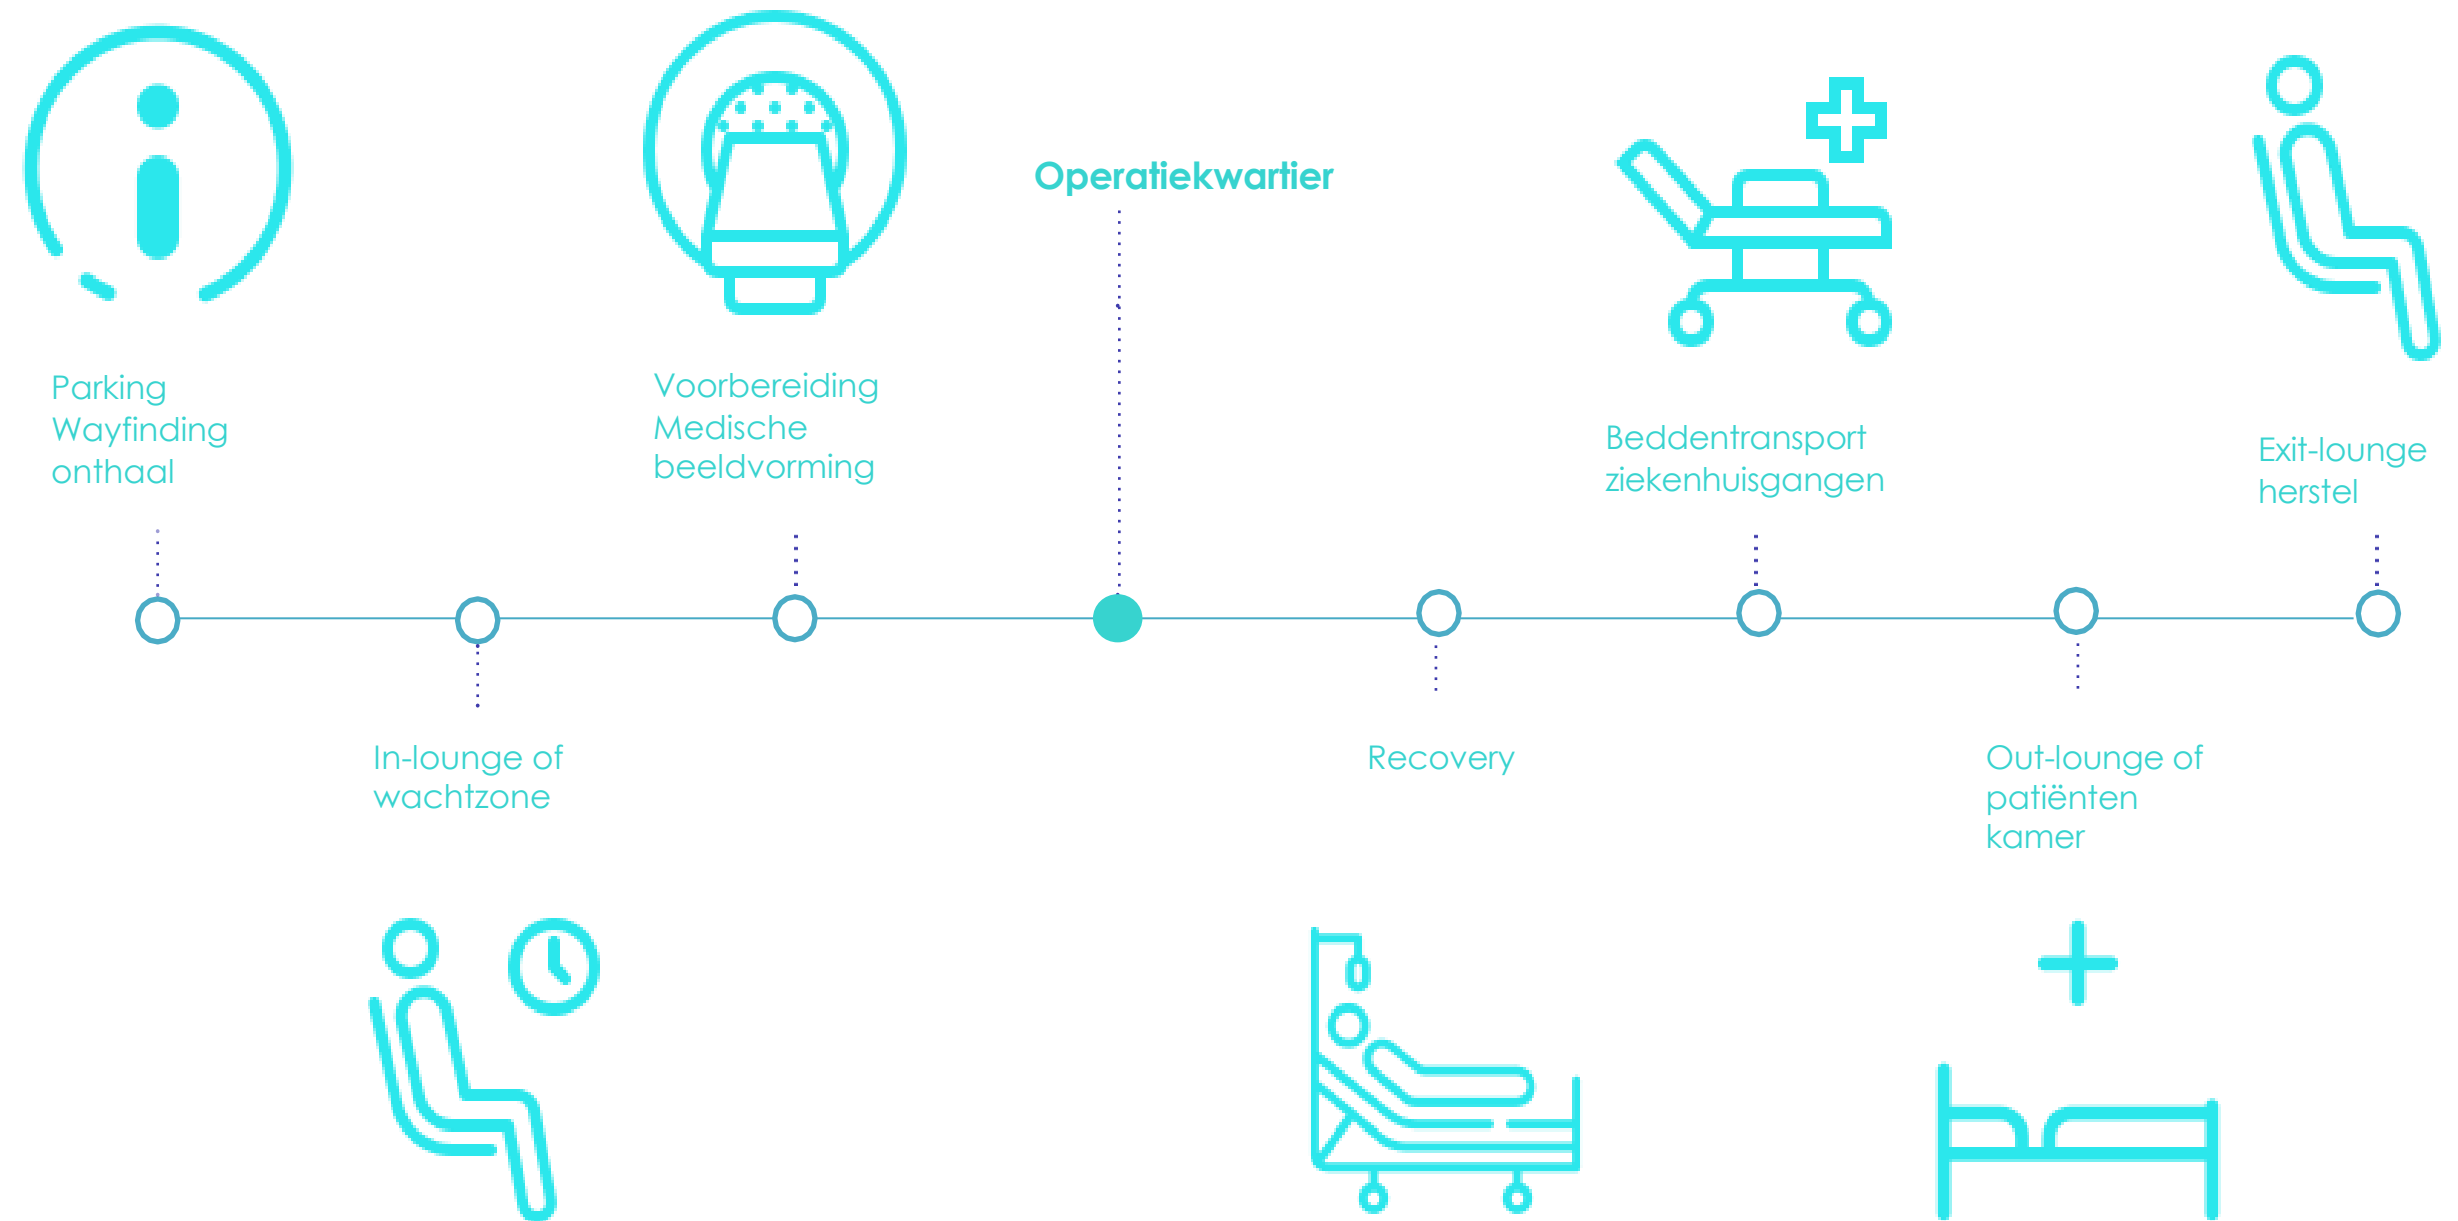 Parking
Wayfinding
onthaal
In-lounge of
wachtzone
Voorbereiding
Medische
beeldvorming
Operatiekwartier
Recovery
Beddentransport
ziekenhuisgangen
Out-lounge of
patiënten
kamer
Exit-lounge
herstel